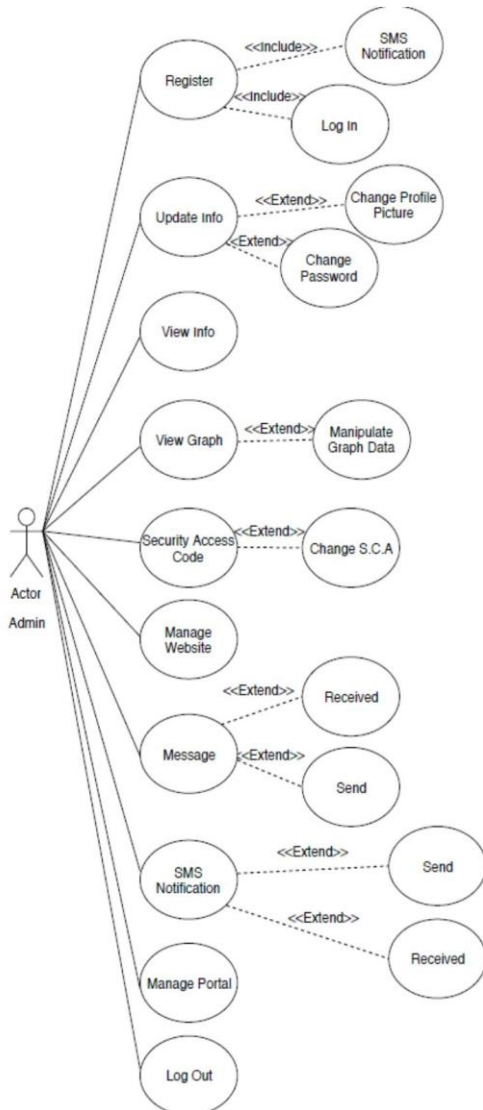 <<Include>>
SMS
Notification
Register
<<Include>>
Log In
<<Extend>>
Change Profile
Picture
Update Info
<<Extend>>
Change
Password
View Info
View Graph
<<Extend>>
Manipulate
Graph Data
Security Access
Code
<<Extend>>
Change S.C.A
Actor
Admin
Manage
Website
<<Extend>>
Received
Message
<<Extend>>
Send
SMS
Notification
<<Extend>>
Send
<<Extend>>
Received
Manage Portal
Log Out